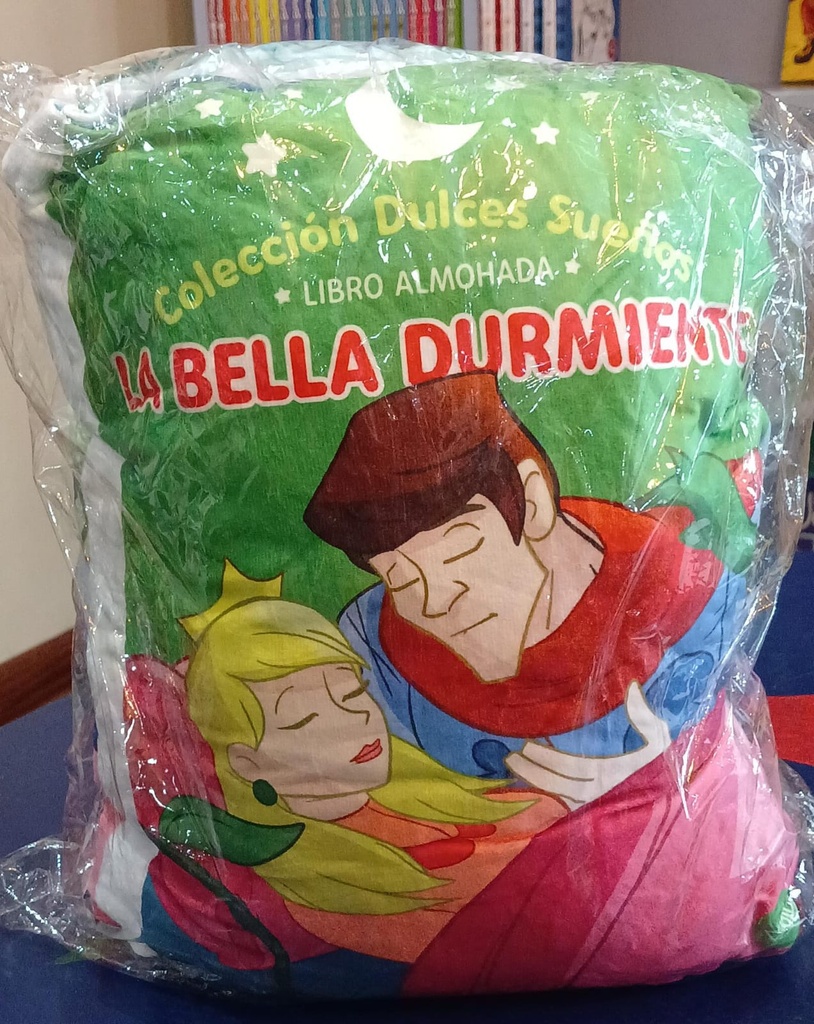 Colección Dulces Sueños
LIBRO ALMOHADA
LA BELLA DURMIENTE